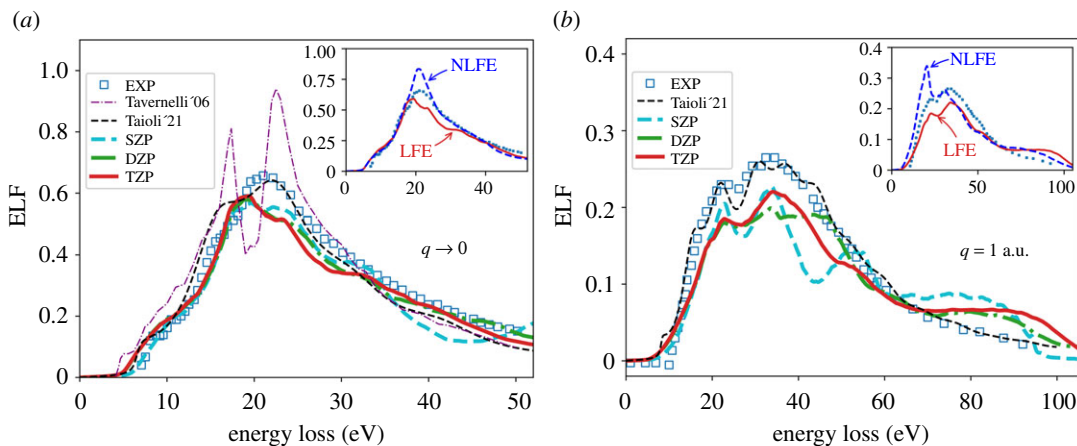 (a)
1.0
0.8
0.6
0.4
0.2
0
ELF
EXP
Tavernelli´06
Taioli´21
SZP
DZP
TZP
1.00
0.75
0.50
0.25
0
0 20 40
NLFE
LFE
q → 0
0 10 20 30 40 50
energy loss (eV)
(b)
0.4
0.3
0.2
0.1
0
ELF
EXP
Taioli´21
SZP
DZP
TZP
0.4
0.3
0.2
0.1
0
0 50 100
NLFE
LFE
q = 1 a.u.
0 20 40 60 80 100
energy loss (eV)